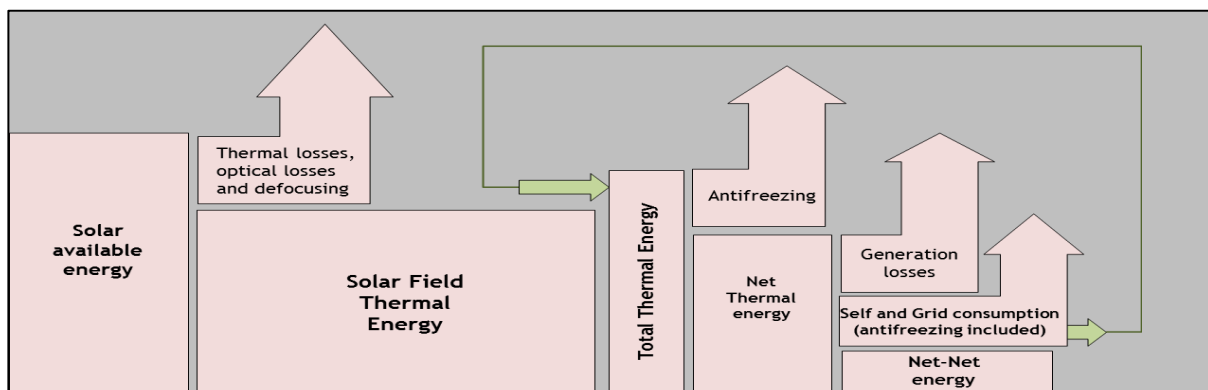 Solar
available
energy
Thermal losses,
optical losses
and defocusing
Solar Field
Thermal
Energy
Total Thermal Energy
Antifreezing
Net
Thermal
energy
Generation
losses
Self and Grid consumption
(antifreezing included)
Net-Net
energy